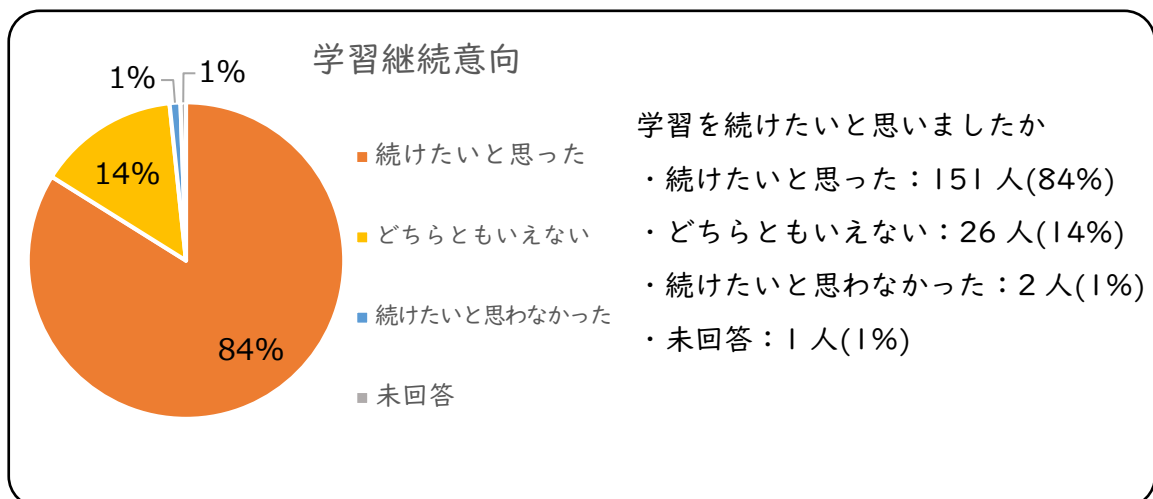 学習継続意向
1%
1%
14%
84%
■ 続けたいと思った
■ どちらともいえない
■ 続けたいと思わなかった
■ 未回答
学習を続けたいと思いましたか
・続けたいと思った：151 人(84%)
・どちらともいえない：26 人(14%)
・続けたいと思わなかった：2 人(1%)
・未回答：1 人(1%)